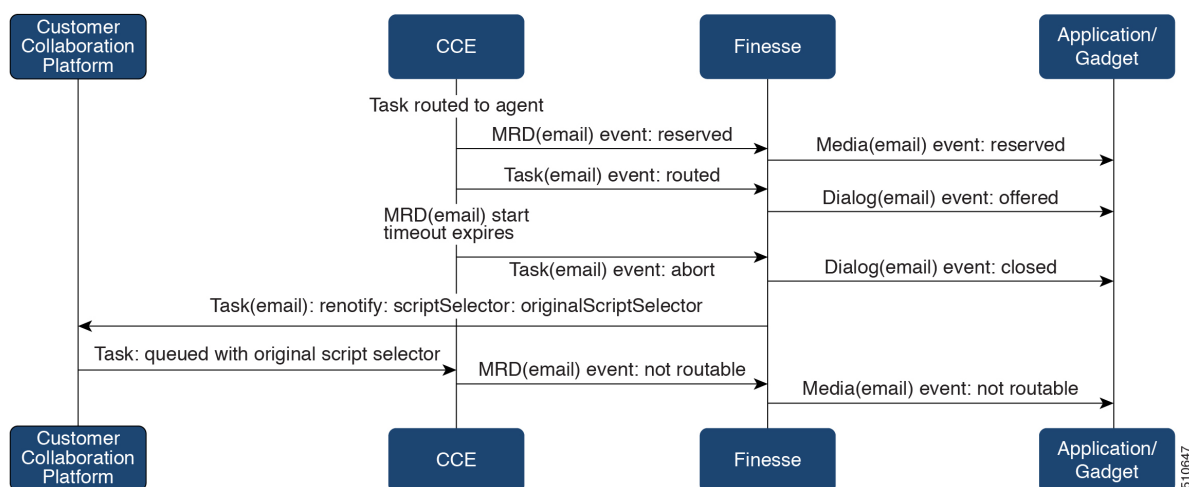 Customer
Collaboration
Platform
CCE
Finesse
Application/
Gadget
Task routed to agent
MRD(email) event: reserved
Media(email) event: reserved
Task(email) event: routed
Dialog(email) event: offered
MRD(email) start
timeout expires
Task(email) event: abort
Dialog(email) event: closed
Task(email): renotify: scriptSelector: originalScriptSelector
Task: queued with original script selector
MRD(email) event: not routable
Media(email) event: not routable
Customer
Collaboration
Platform
CCE
Finesse
Application/
Gadget
510647